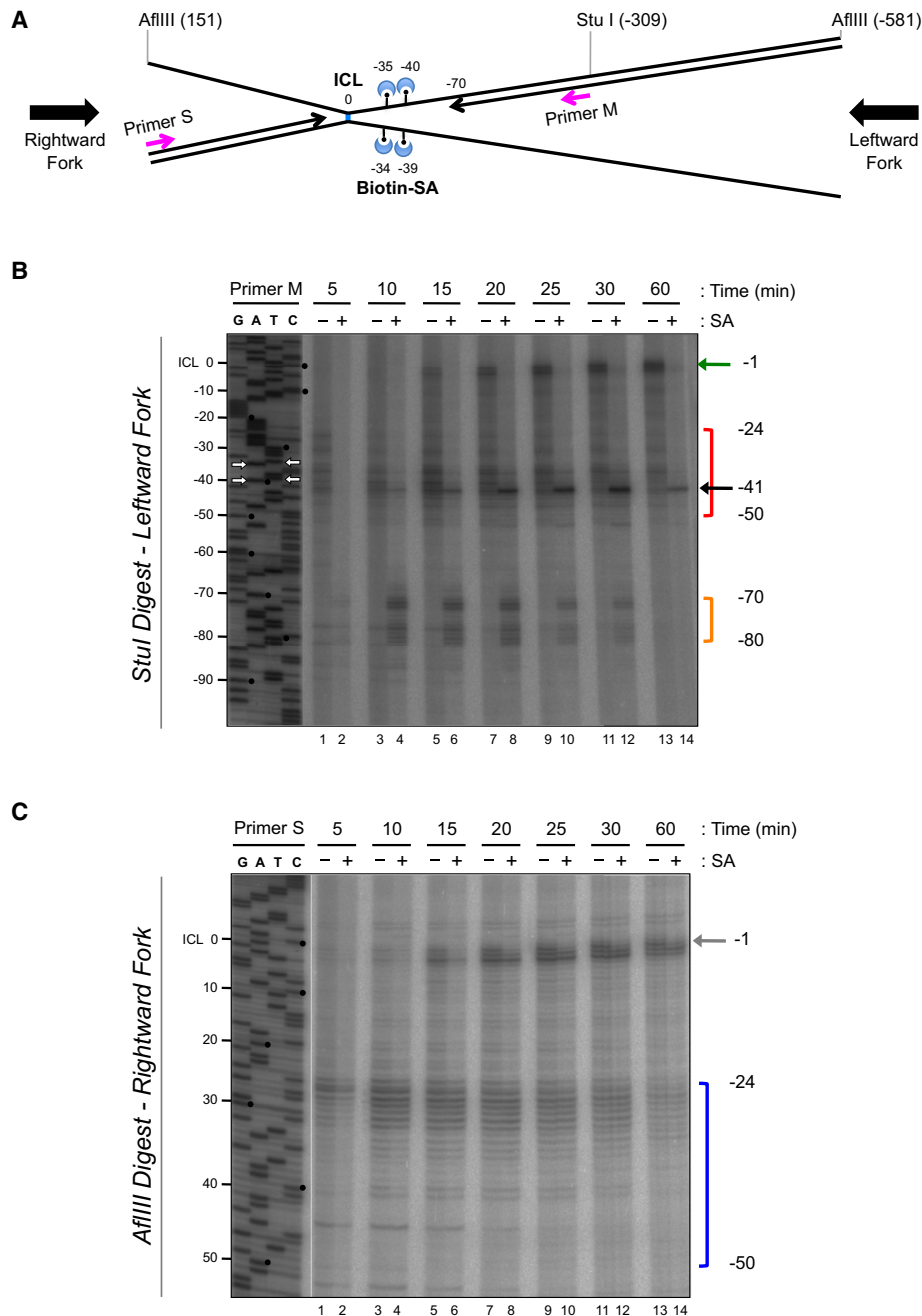 A
AflIII (151)
Stu I (-309)
AflIII (-581)
ICL
0
-35
-40
-70
Primer S
Primer M
Rightward
Fork
Leftward
Fork
-34
-39
Biotin-SA
B
Primer M 5 10 15 20 25 30 60 : Time (min)
G A T C − + − + − + − + − + − + − + : SA
StuI Digest - Leftward Fork
ICL 0
-10
-20
-30
-40
-50
-60
-70
-80
-90
-1
-24
-41
-50
-70
-80
1 2 3 4 5 6 7 8 9 10 11 12 13 14
C
Primer S 5 10 15 20 25 30 60 : Time (min)
G A T C − + − + − + − + − + − + − + : SA
AflIII Digest - Rightward Fork
ICL 0
10
20
30
40
50
-1
-24
-50
1 2 3 4 5 6 7 8 9 10 11 12 13 14